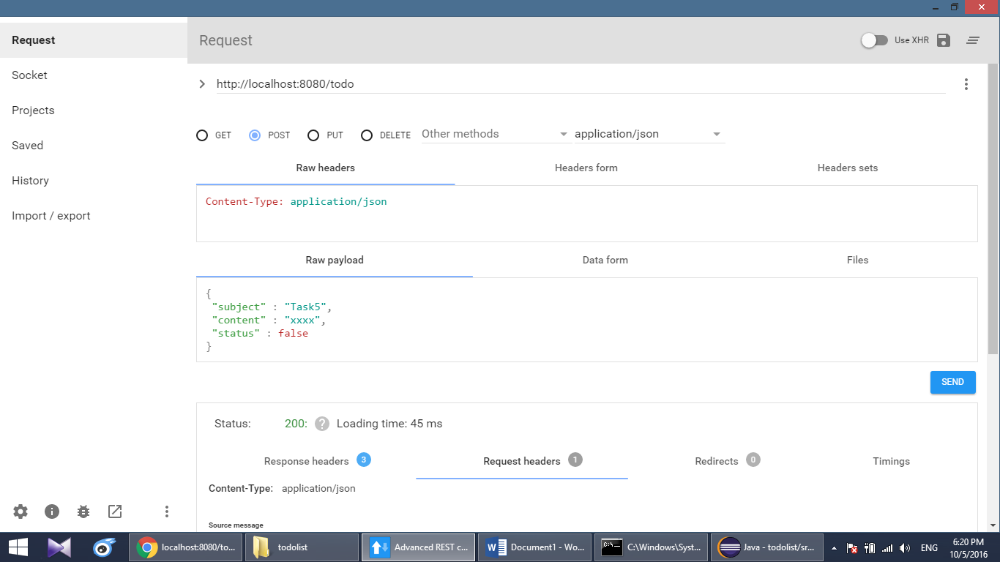 Request
Socket
Projects
Saved
History
Import / export
Request
Use XHR
http://localhost:8080/todo
GET POST PUT DELETE Other methods application/json
Raw headers Headers form Headers sets
Content-Type: application/json
Raw payload Data form Files
{
"subject" : "Task5",
"content" : "xxxx",
"status" : false
}
SEND
Status: 200: ? Loading time: 45 ms
Response headers 3 Request headers 1 Redirects 0 Timings
Content-Type: application/json
Source message
localhost:8080/to... todolist Advanced REST c... Document1 - Wo... C:\Windows\Syst... Java - todolist/sr... ENG 6:20 PM
10/5/2016